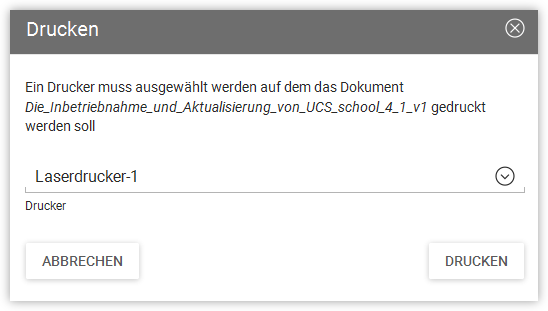 Drucken
Ein Drucker muss ausgewählt werden auf dem das Dokument
Die_Inbetriebnahme_und_Aktualisierung_von_UCS_school_4_1_v1 gedruckt
werden soll
Laserdrucker-1
Drucker
ABBRECHEN
DRUCKEN